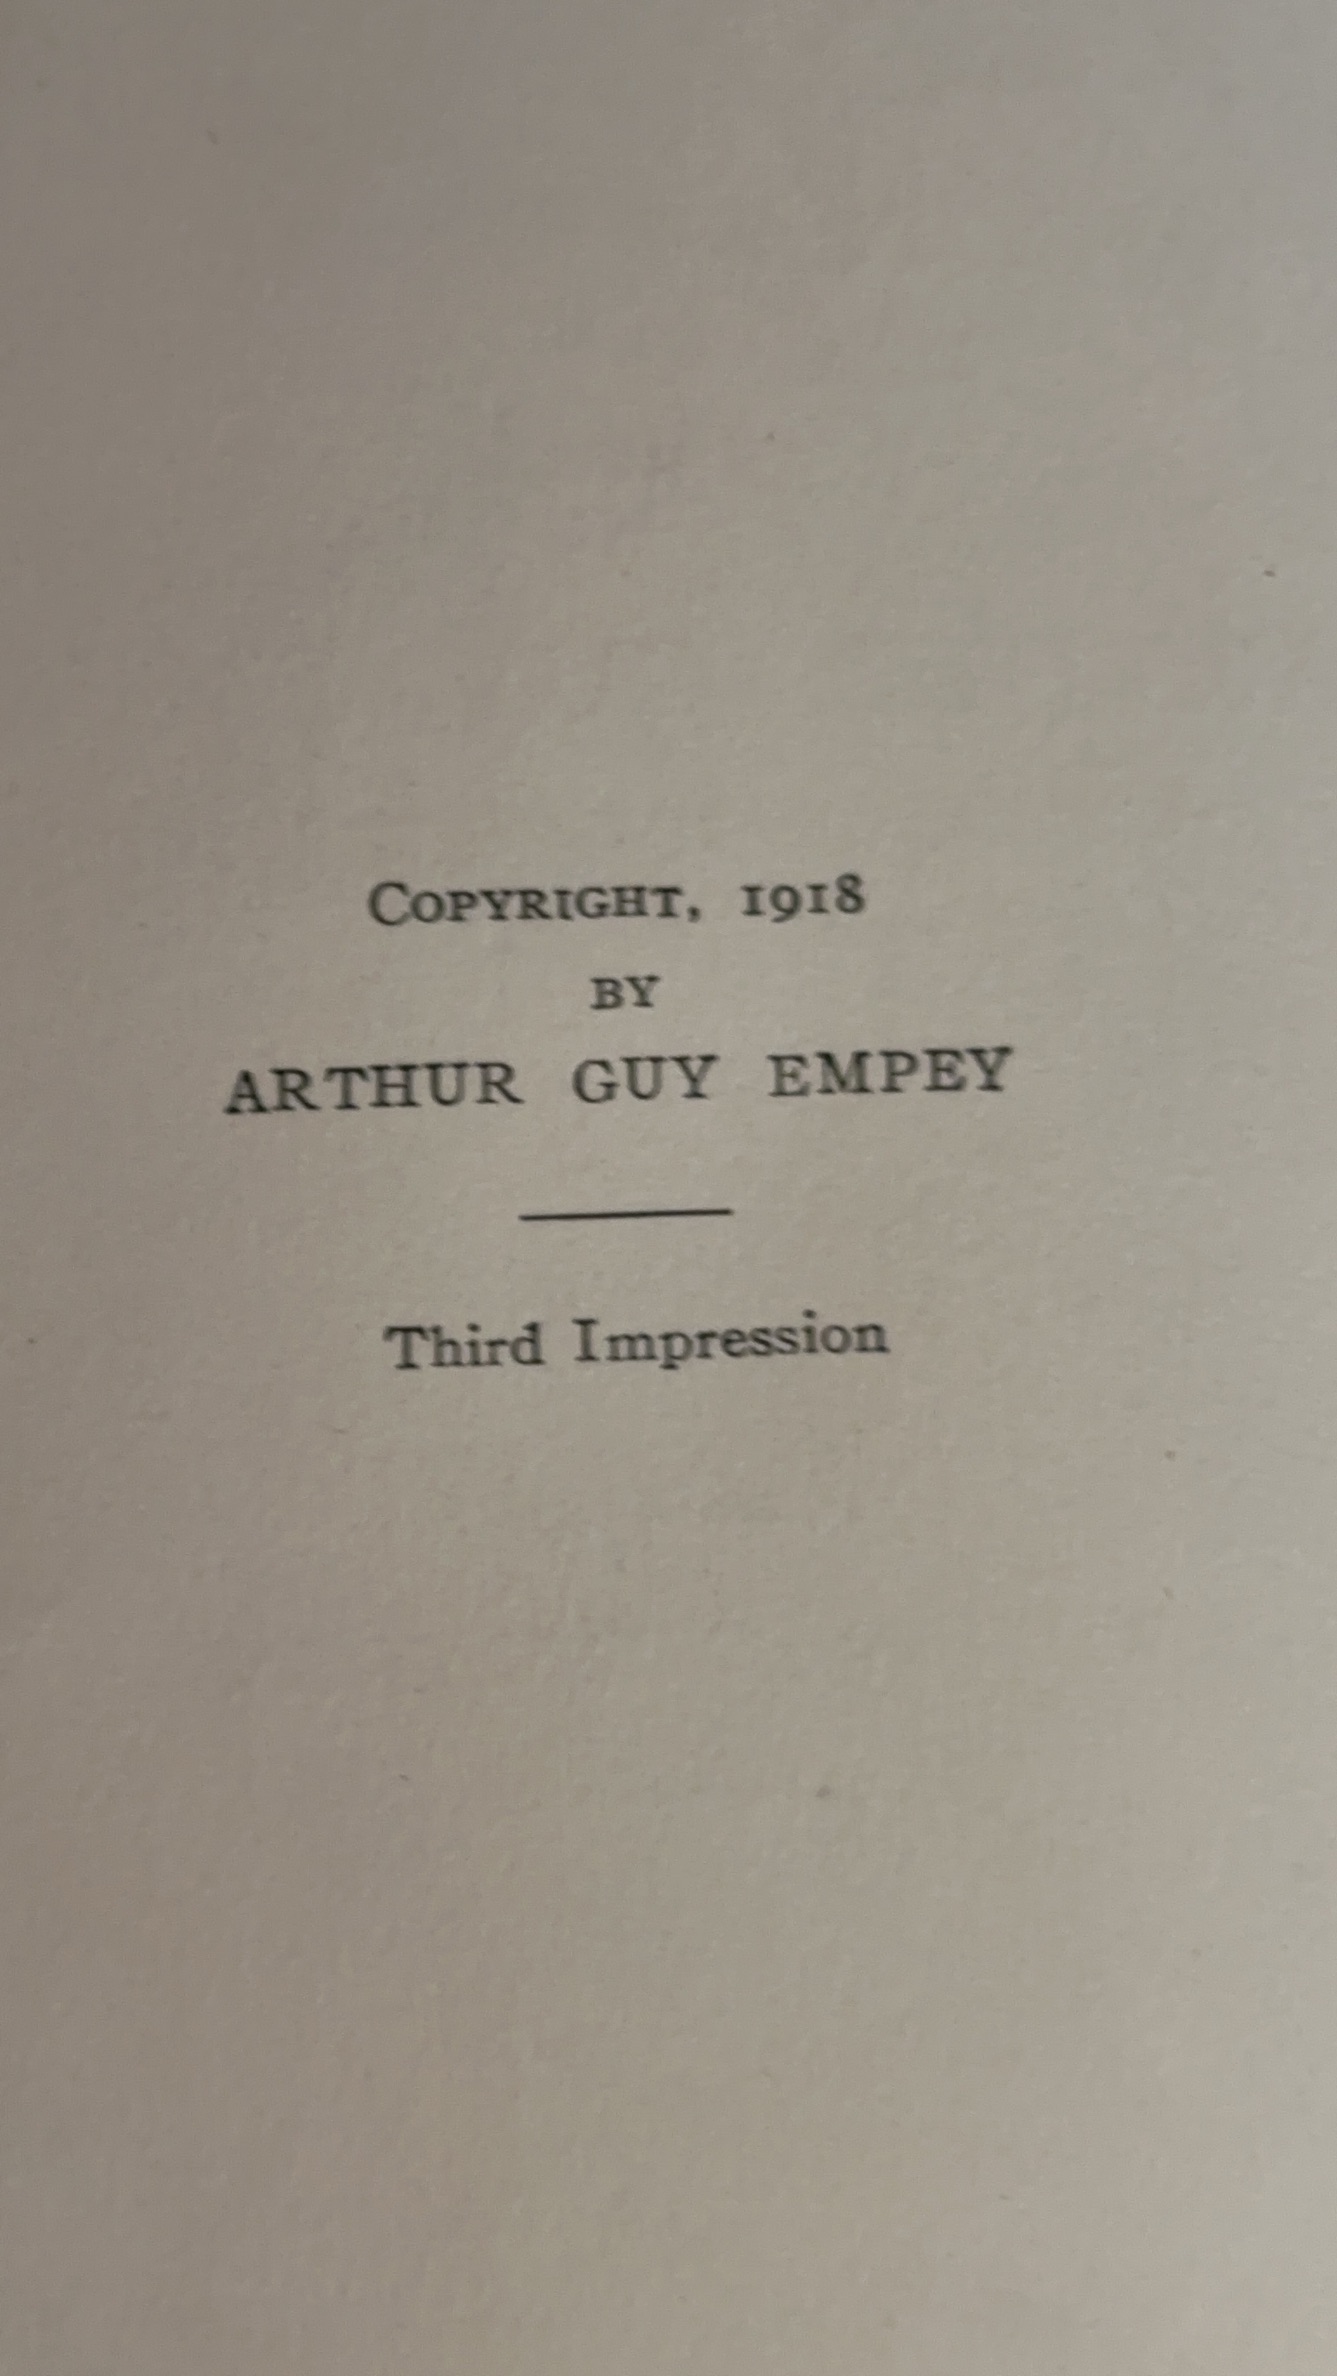 COPYRIGHT, 1918
BY
ARTHUR GUY EMPEY
Third Impression